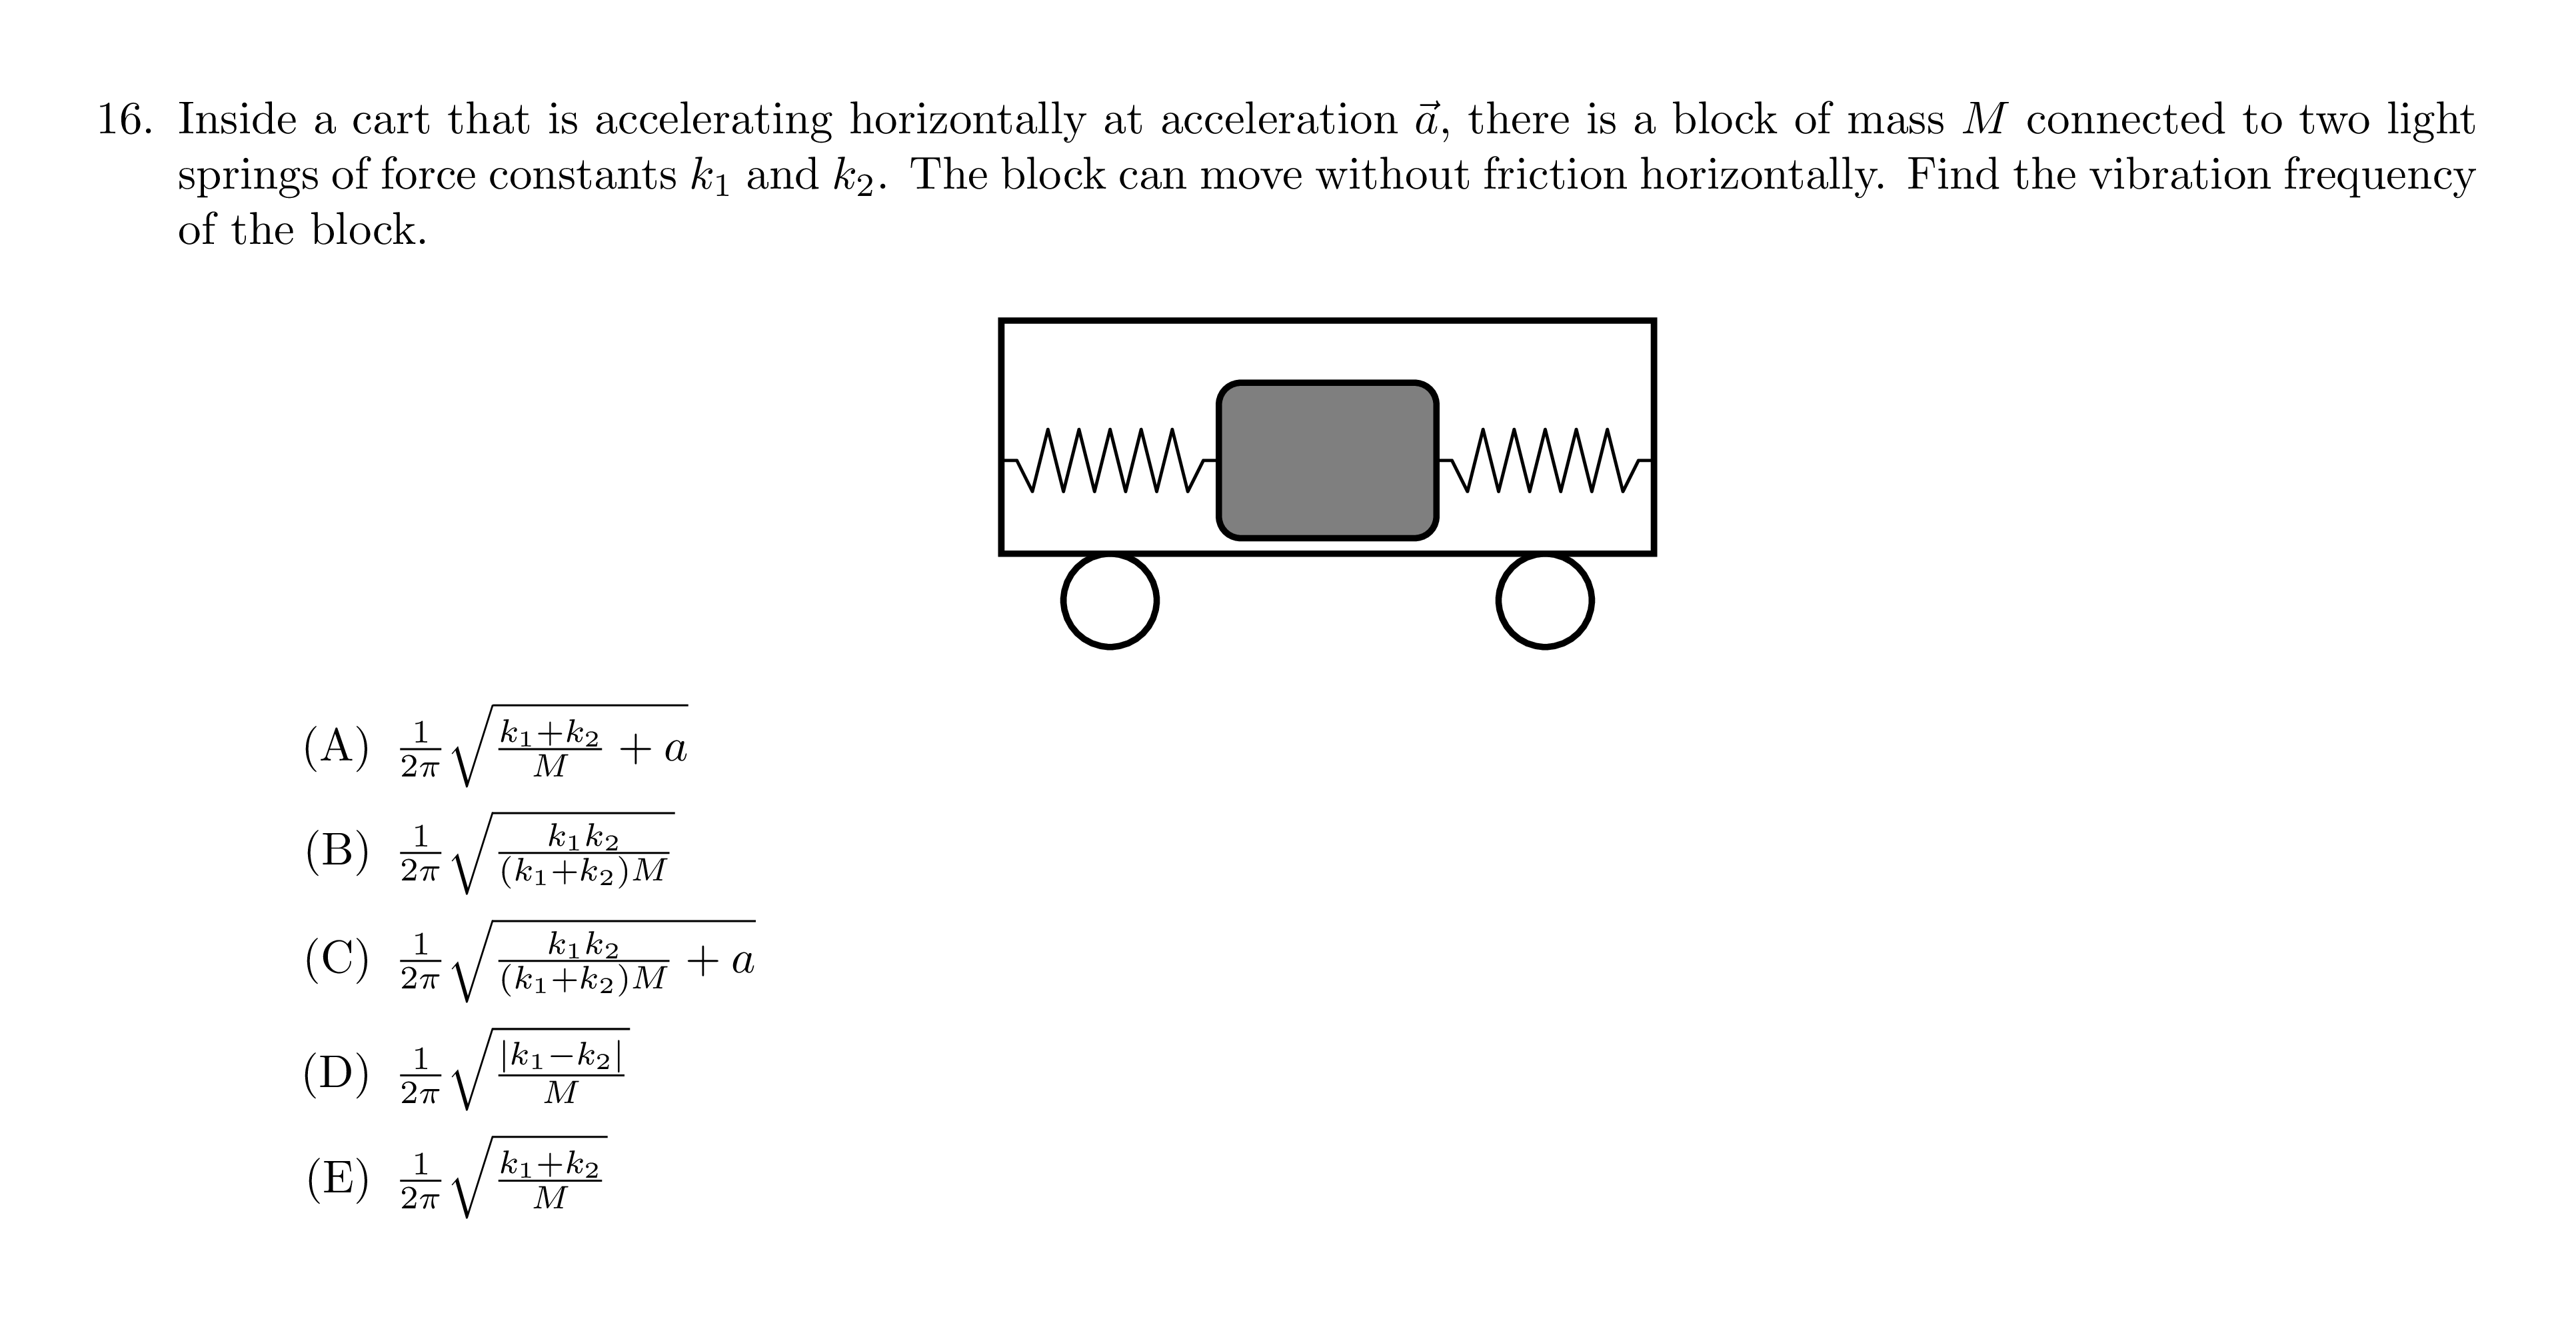 16. Inside a cart that is accelerating horizontally at acceleration $\vec{a}$, there is a block of mass $M$ connected to two light
springs of force constants $k_1$ and $k_2$. The block can move without friction horizontally. Find the vibration frequency
of the block.
(A) $\frac{1}{2\pi}\sqrt{\frac{k_1+k_2}{M}+a}$
(B) $\frac{1}{2\pi}\sqrt{\frac{k_1k_2}{(k_1+k_2)M}}$
(C) $\frac{1}{2\pi}\sqrt{\frac{k_1k_2}{(k_1+k_2)M}+a}$
(D) $\frac{1}{2\pi}\sqrt{\frac{|k_1-k_2|}{M}}$
(E) $\frac{1}{2\pi}\sqrt{\frac{k_1+k_2}{M}}$